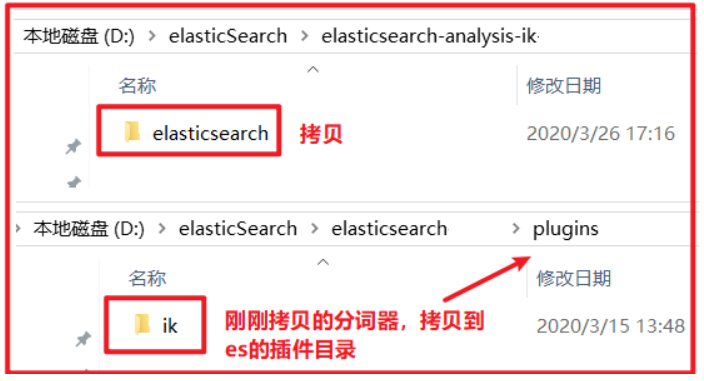 本地磁盘 (D:) > elasticSearch > elasticsearch-analysis-ik
名称 修改日期
elasticsearch 拷贝 2020/3/26 17:16
> 本地磁盘 (D:) > elasticSearch > elasticsearch > plugins
名称 修改日期
ik 刚刚拷贝的分词器，拷贝到 2020/3/15 13:48
es的插件目录